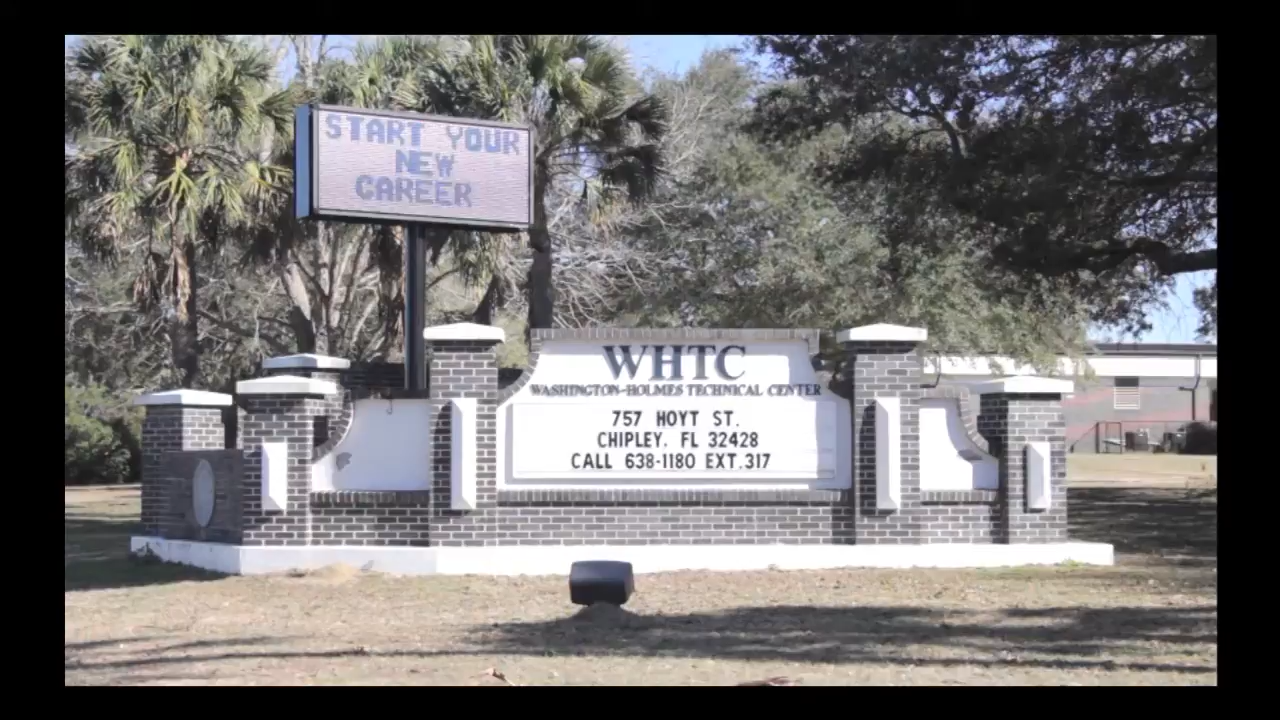 START YOUR
NEW
CAREER
WHTC
WASHINGTON-HOLMES TECHNICAL CENTER
757 HOYT ST.
CHIPLEY, FL 32428
CALL 638-1180 EXT.317